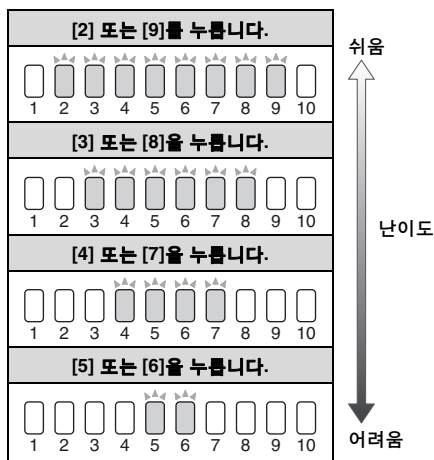 [2] 또는 [9]를 누릅니다.
쉬움
1 2 3 4 5 6 7 8 9 10
[3] 또는 [8]을 누릅니다.
1 2 3 4 5 6 7 8 9 10
난이도
[4] 또는 [7]을 누릅니다.
1 2 3 4 5 6 7 8 9 10
[5] 또는 [6]을 누릅니다.
1 2 3 4 5 6 7 8 9 10
어려움